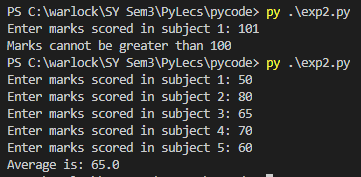 PS C:\warlock\SY Sem3\PyLecs\pycode> py .\exp2.py
Enter marks scored in subject 1: 101
Marks cannot be greater than 100
PS C:\warlock\SY Sem3\PyLecs\pycode> py .\exp2.py
Enter marks scored in subject 1: 50
Enter marks scored in subject 2: 80
Enter marks scored in subject 3: 65
Enter marks scored in subject 4: 70
Enter marks scored in subject 5: 60
Average is: 65.0